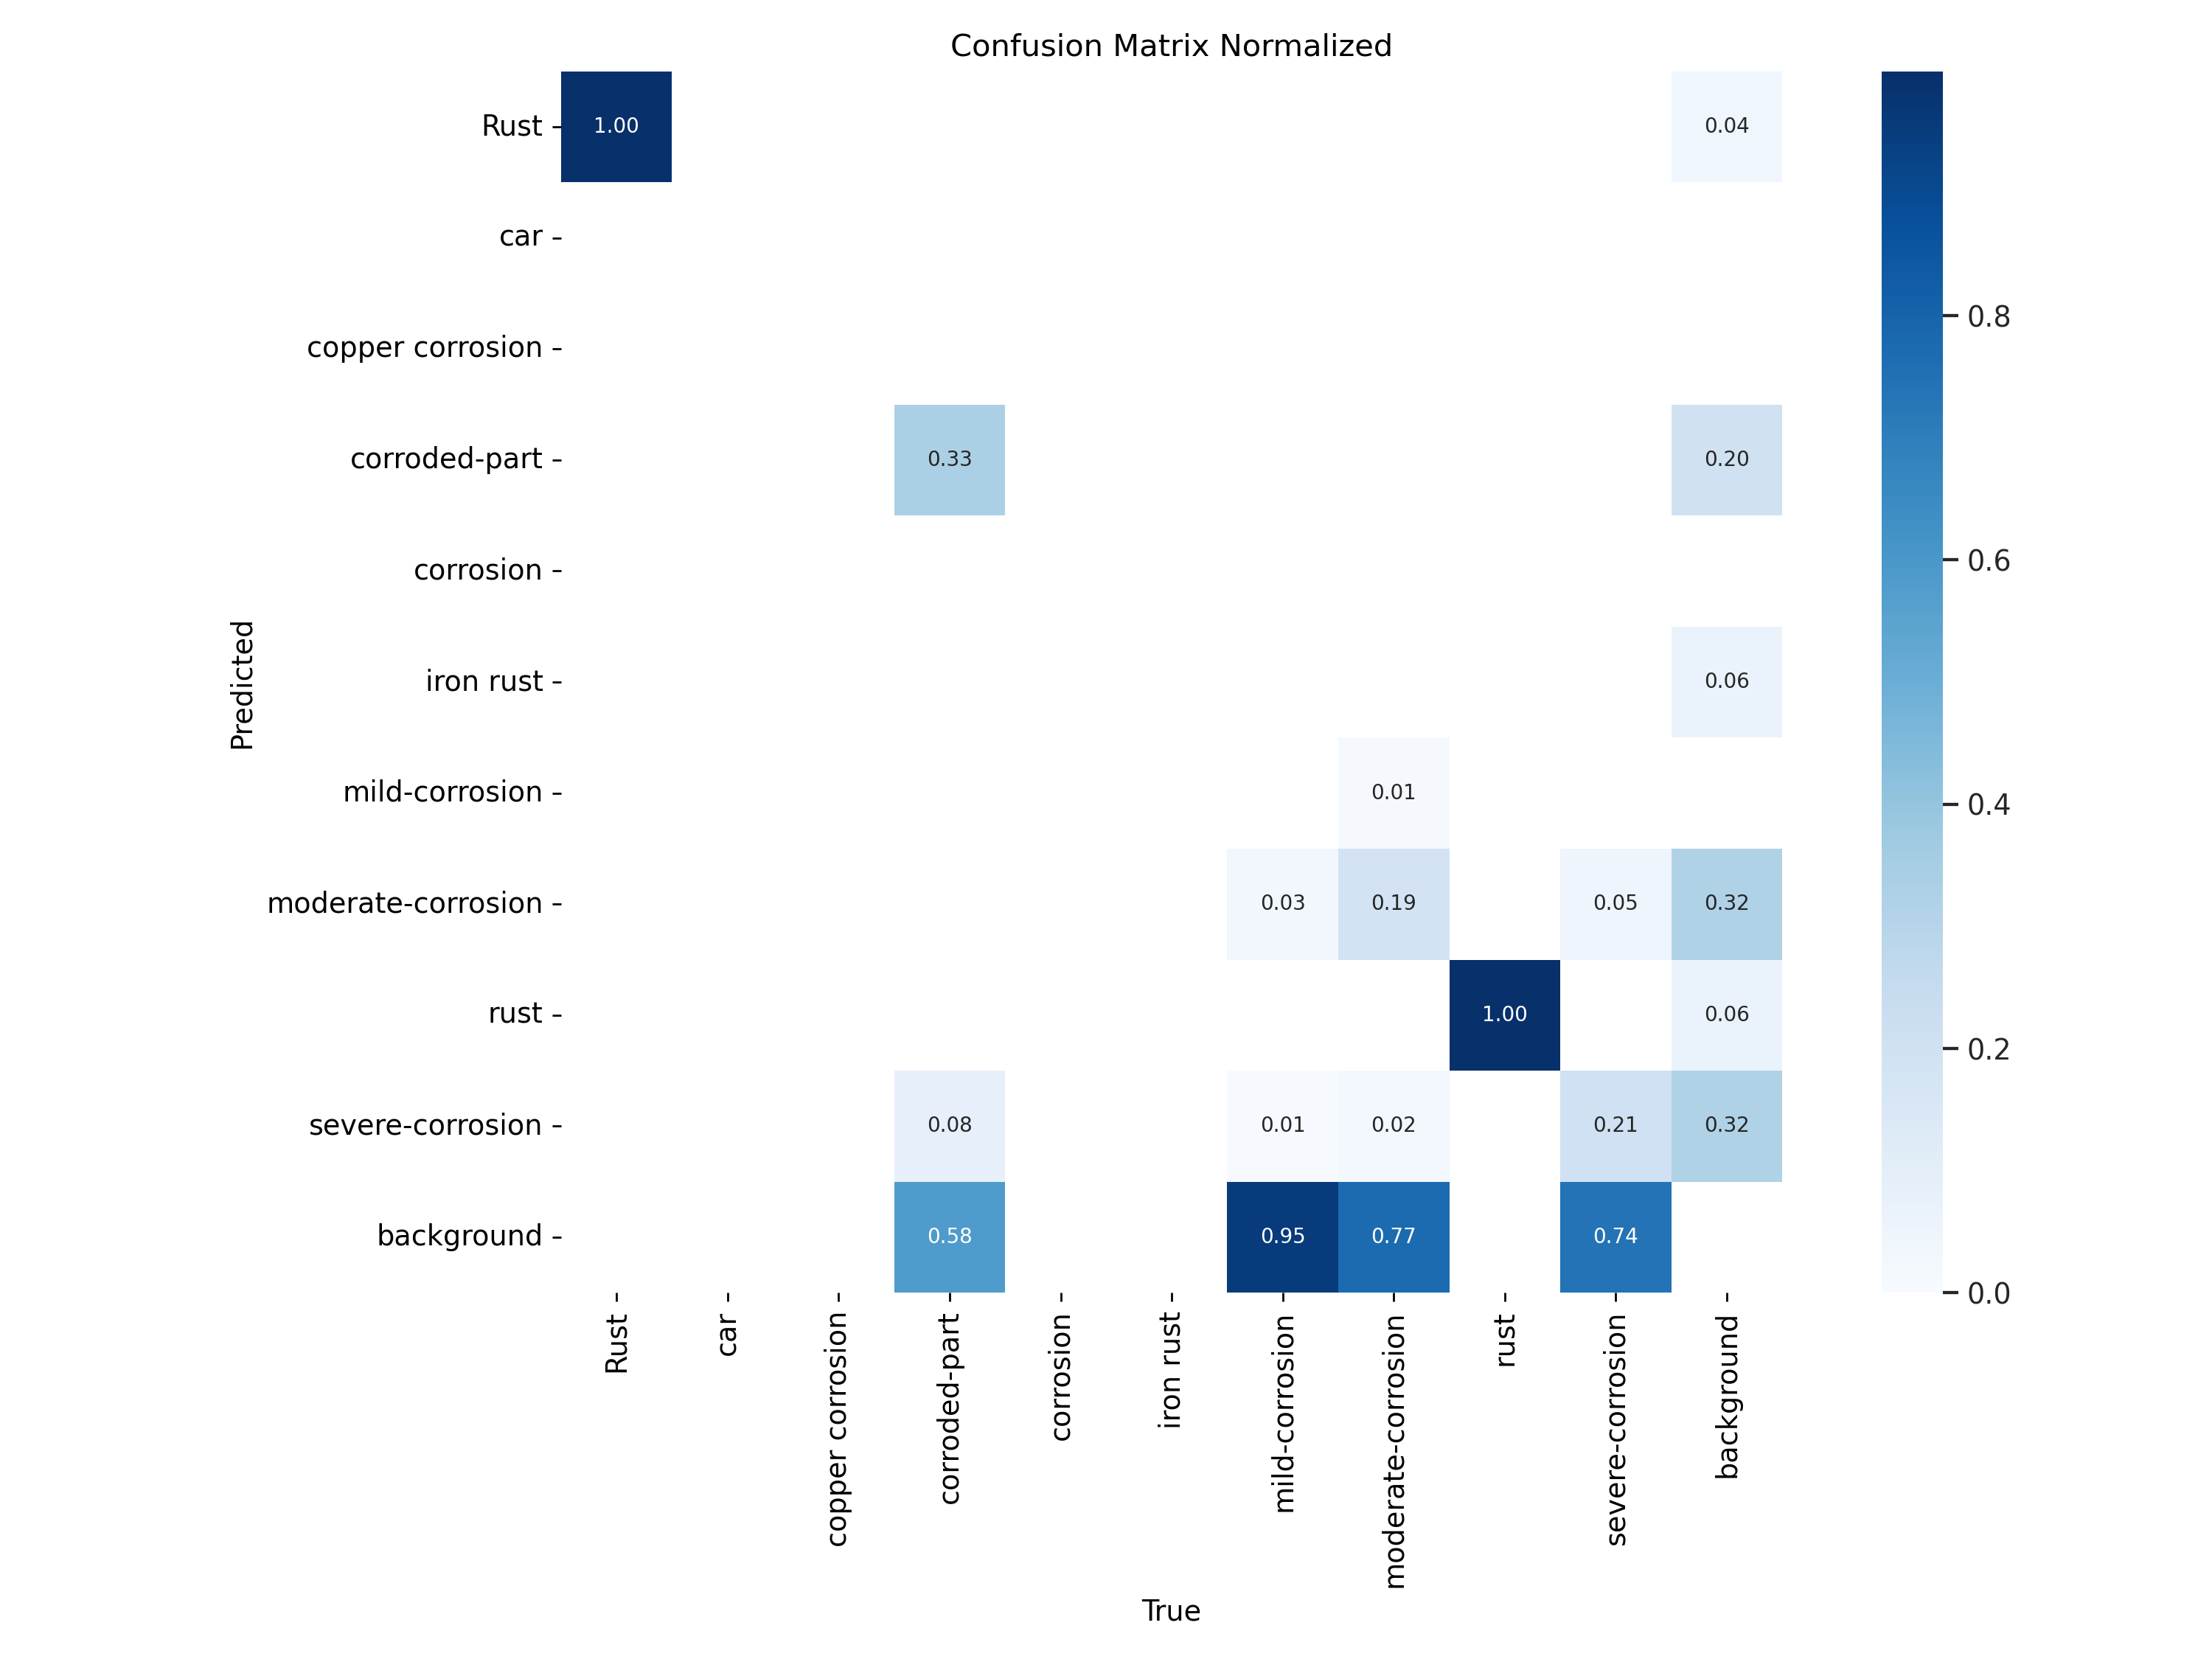 Confusion Matrix Normalized
Rust
1.00
0.04
car
copper corrosion
corroded-part
0.33
0.20
corrosion
iron rust
0.06
mild-corrosion
0.01
moderate-corrosion
0.03
0.19
0.05
0.32
rust
1.00
0.06
severe-corrosion
0.08
0.01
0.02
0.21
0.32
background
0.58
0.95
0.77
0.74
Predicted
Rust
car
copper corrosion
corroded-part
corrosion
iron rust
mild-corrosion
moderate-corrosion
rust
severe-corrosion
background
True
0.8
0.6
0.4
0.2
0.0